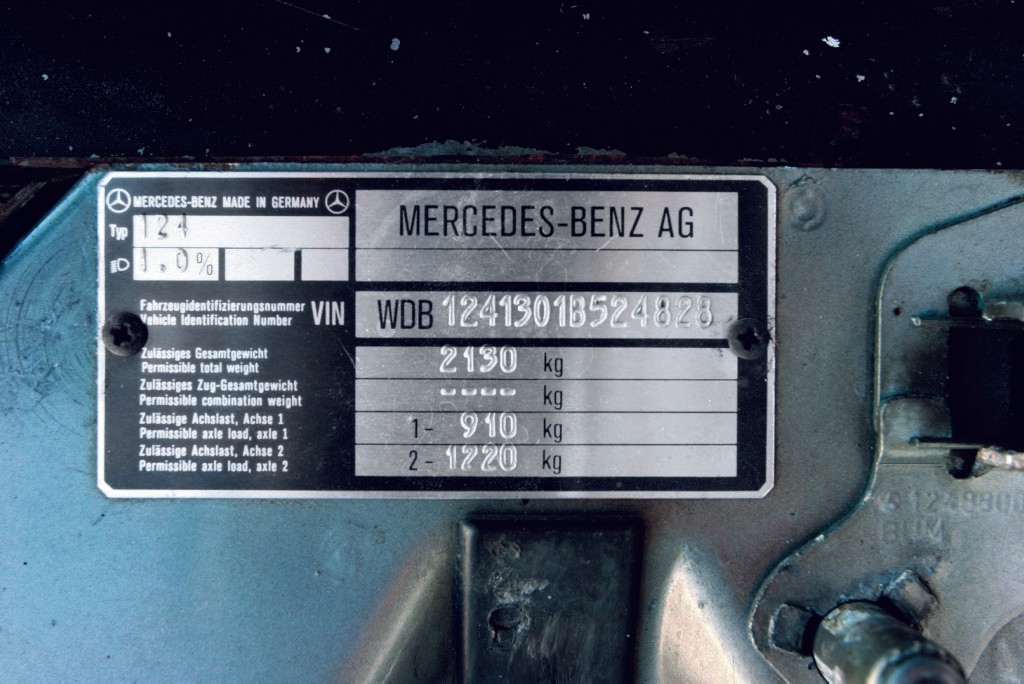 MERCEDES-BENZ MADE IN GERMANY
Typ 124
1.0%
MERCEDES-BENZ AG
Fahrzeugidentifizierungsnummer
Vehicle Identification Number
VIN
WDB 1241301B524828
Zulässiges Gesamtgewicht
Permissible total weight
2130 kg
Zulässiges Zug-Gesamtgewicht
Permissible combination weight
---- kg
Zulässige Achslast, Achse 1
Permissible axle load, axle 1
1- 910 kg
Zulässige Achslast, Achse 2
Permissible axle load, axle 2
2- 1220 kg